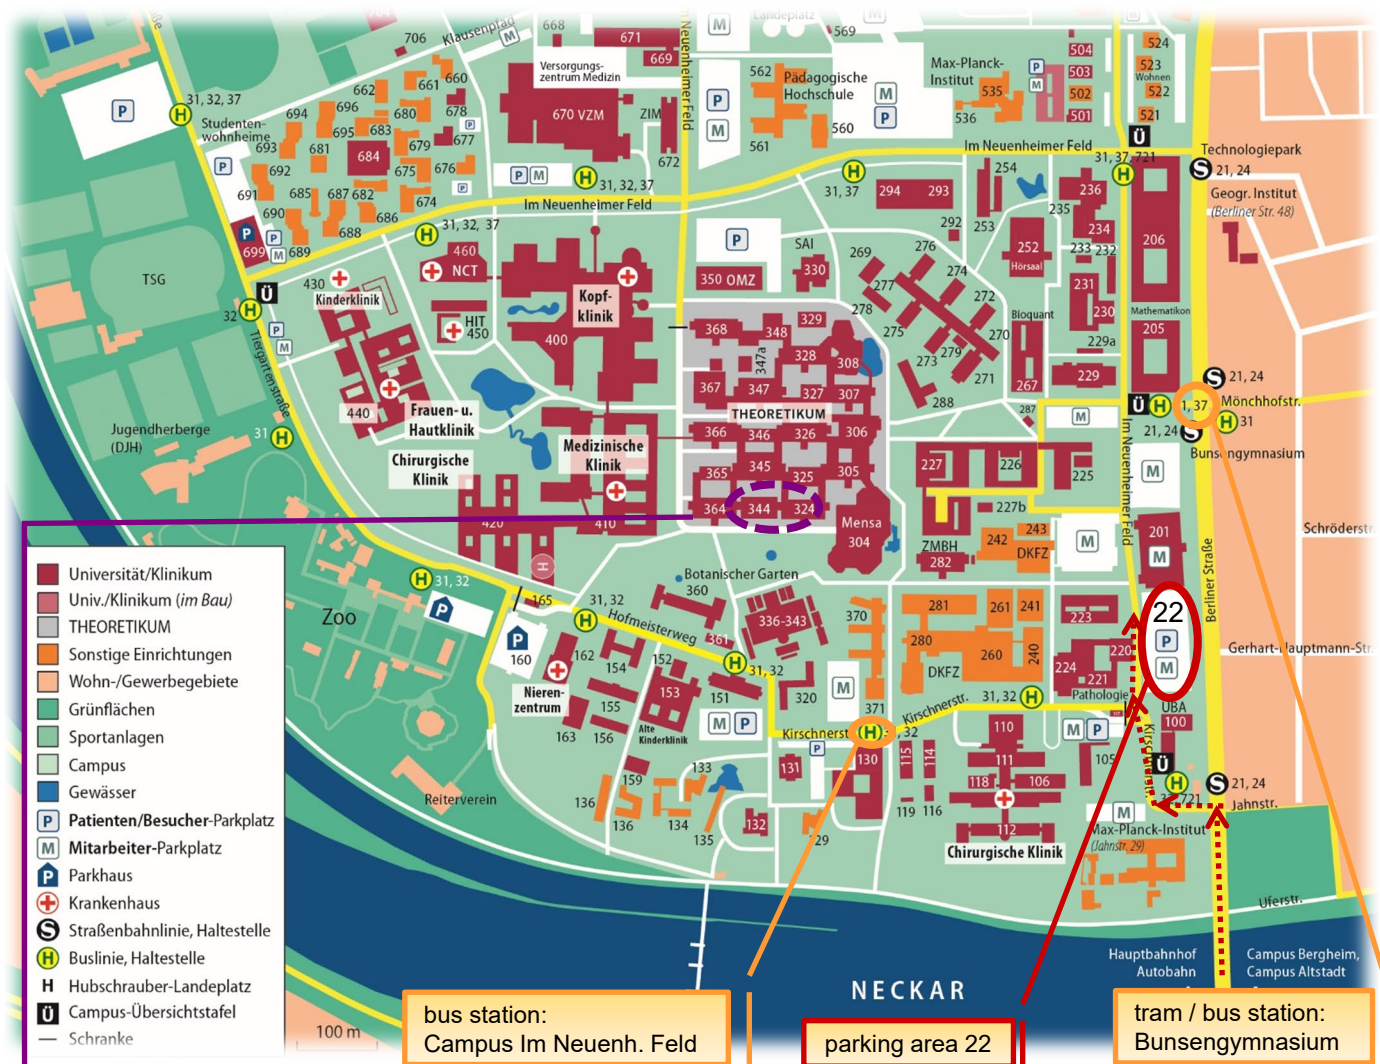 Klausenpfad
Im Neuenheimer Feld
Versorgungs-
zentrum Medizin
670 VZM
ZIM
668
671
669
672
706
660
661
662
678
677
676
680
679
675
674
683
682
684
681
685
686
687
688
689
690
691
692
693
694
695
696
699
Studenten-
wohnheime
31, 32, 37
31, 32, 37
31, 32, 37
Im Neuenheimer Feld
569
562
561
560
Pädagogische
Hochschule
Max-Planck-
Institut
535
536
504
503
502
501
524
523
Wohnen
522
521
Im Neuenheimer Feld
31, 37
31, 37, 721
Technologiepark
21, 24
Geogr. Institut
(Berliner Str. 48)
294
293
292
254
253
252
Hörsaal
236
235
234
233
232
231
230
229a
229
206
Mathematikon
205
Bioquant
267
287
350 OMZ
SAI
330
329
269
276
277
274
272
278
275
273
279
270
271
288
TSG
430
Kinderklinik
460
NCT
HIT
450
Kopf-
klinik
400
440
Frauen- u.
Hautklinik
Chirurgische
Klinik
Medizinische
Klinik
420
410
32
Tiergartenstraße
31
Jugendherberge
(DJH)
368
348
347a
328
308
367
347
327
307
THEORETIKUM
366
346
326
306
365
345
325
305
364
344
324
Mensa
304
21, 24
Mönchhofstr.
1, 37
31
21, 24
Bunsengymnasium
227
226
225
227b
ZMBH
282
242
243
DKFZ
201
Im Neuenheimer Feld
Berliner Straße
Schröderstr.
Gerhart-Hauptmann-Str.
Universität/Klinikum
Univ./Klinikum (im Bau)
THEORETIKUM
Sonstige Einrichtungen
Wohn-/Gewerbegebiete
Grünflächen
Sportanlagen
Campus
Gewässer
Patienten/Besucher-Parkplatz
Mitarbeiter-Parkplatz
Parkhaus
Krankenhaus
Straßenbahnlinie, Haltestelle
Buslinie, Haltestelle
Hubschrauber-Landeplatz
Campus-Übersichtstafel
Schranke
100 m
Zoo
31, 32
165
31, 32
Hofmeisterweg
Botanischer Garten
360
361
336-343
370
371
281
280
261
241
260
240
DKFZ
223
224
220
221
Pathologie
22
UBA
100
160
162
Nieren-
zentrum
163
154
155
156
152
153
Alte
Kinderklinik
159
151
31, 32
320
Kirschnerstr.
32
Kirschnerstr.
31, 32
Reiterverein
136
136
133
134
135
132
131
130
129
115
114
119
116
110
111
118
106
112
105
Chirurgische Klinik
21, 24
Jahnstr.
721
Max-Planck-Institut
(Jahnstr. 29)
Uferstr.
Hauptbahnhof
Autobahn
Campus Bergheim,
Campus Altstadt
NECKAR
bus station:
Campus Im Neuenh. Feld
parking area 22
tram / bus station:
Bunsengymnasium